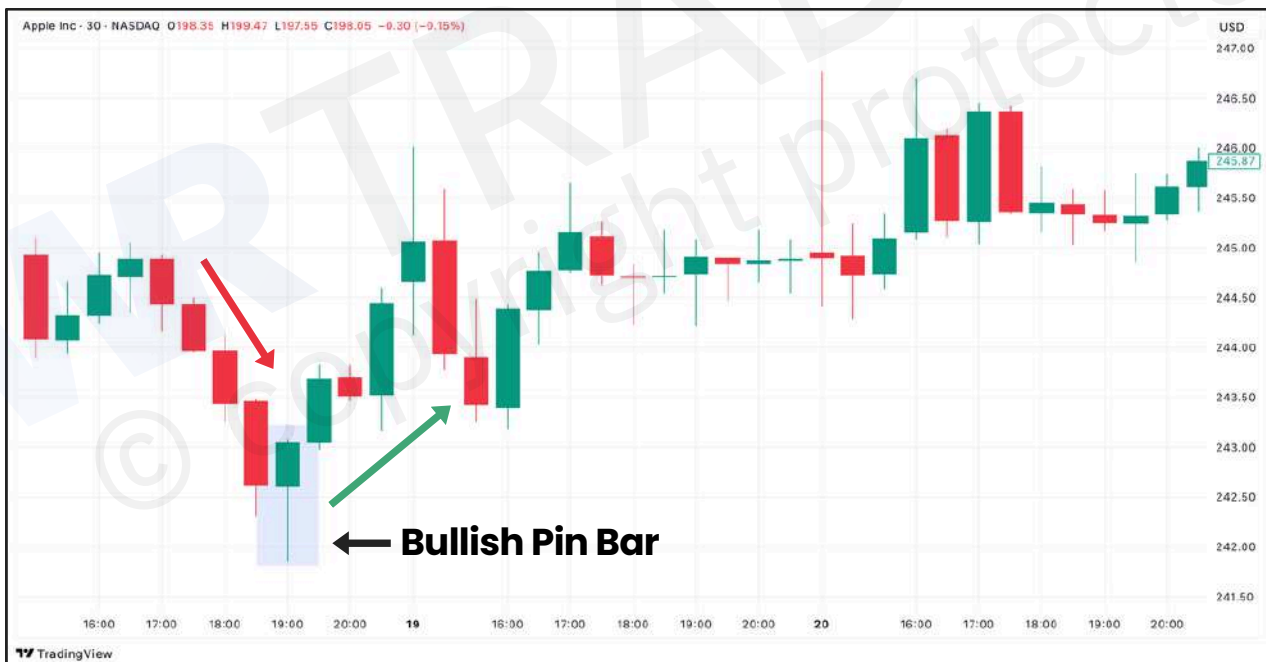 Apple Inc · 30 · NASDAQ O198.35 H199.47 L197.55 C198.05 −0.30 (−0.15%)
USD
247.00
246.50
246.00
245.87
245.50
245.00
244.50
244.00
243.50
243.00
242.50
242.00
241.50
Bullish Pin Bar
16:00 17:00 18:00 19:00 20:00 19 16:00 17:00 18:00 19:00 20:00 20 16:00 17:00 18:00 19:00 20:00
TradingView
© copyright protected